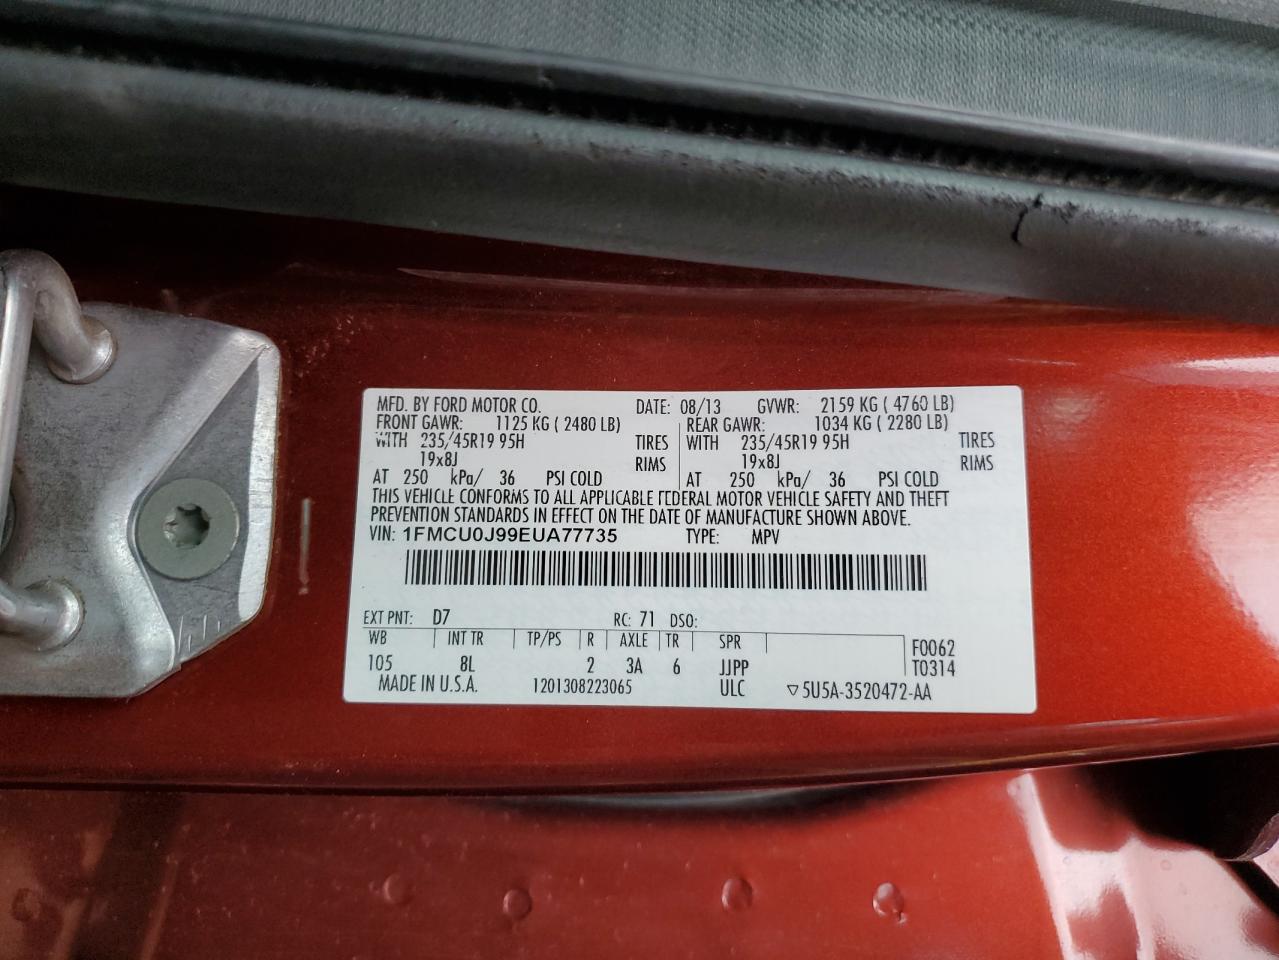 MFD. BY FORD MOTOR CO. DATE: 08/13 GVWR: 2159 KG ( 4760 LB)
FRONT GAWR: 1125 KG ( 2480 LB) REAR GAWR: 1034 KG ( 2280 LB)
WITH 235/45R19 95H TIRES WITH 235/45R19 95H TIRES
19x8J RIMS 19x8J RIMS
AT 250 kPa/ 36 PSI COLD AT 250 kPa/ 36 PSI COLD
THIS VEHICLE CONFORMS TO ALL APPLICABLE FEDERAL MOTOR VEHICLE SAFETY AND THEFT
PREVENTION STANDARDS IN EFFECT ON THE DATE OF MANUFACTURE SHOWN ABOVE.
VIN: 1FMCU0J99EUA77735 TYPE: MPV
EXT PNT: D7 RC: 71 DSO:
WB INT TR TP/PS R AXLE TR SPR F0062
105 8L 2 3A 6 JJPP T0314
MADE IN U.S.A. 1201308223065 ULC ▽5U5A-3520472-AA